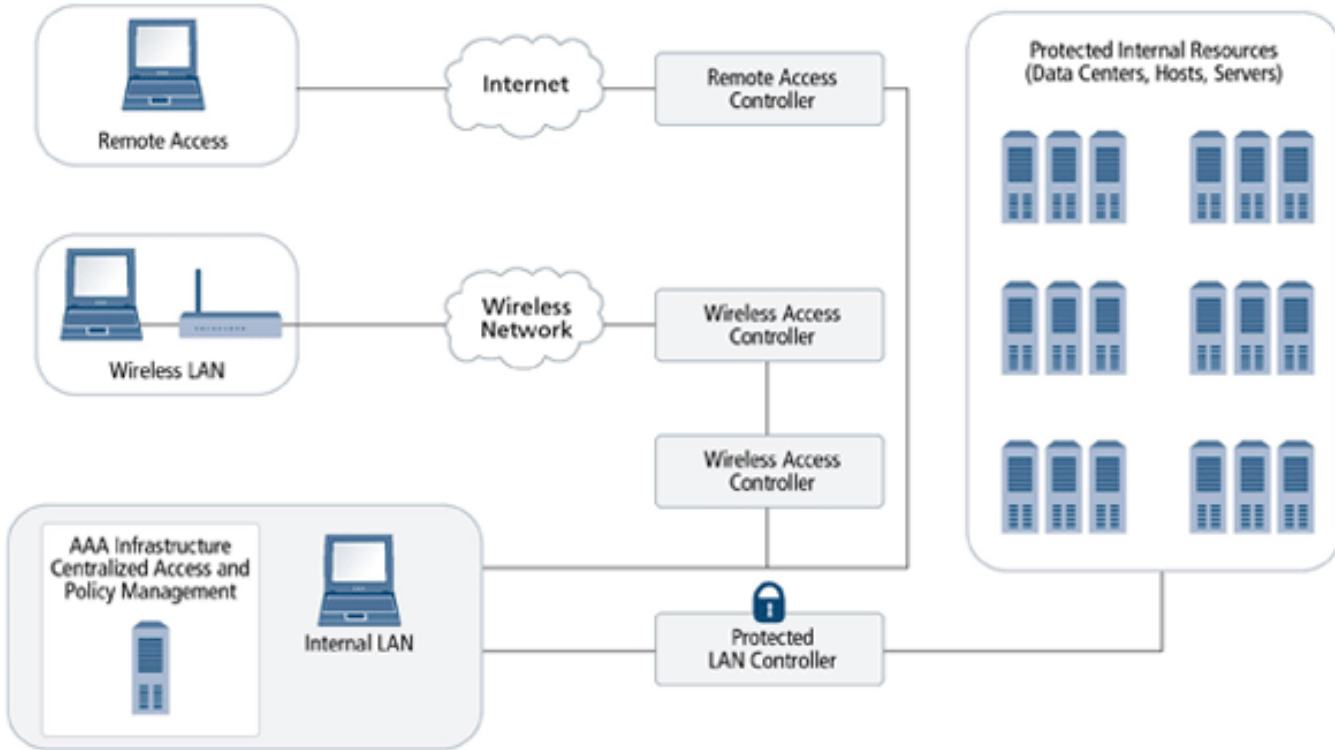 Remote Access
Internet
Remote Access
Controller
Protected Internal Resources
(Data Centers, Hosts, Servers)
Wireless LAN
Wireless
Network
Wireless Access
Controller
Wireless Access
Controller
AAA Infrastructure
Centralized Access and
Policy Management
Internal LAN
Protected
LAN Controller